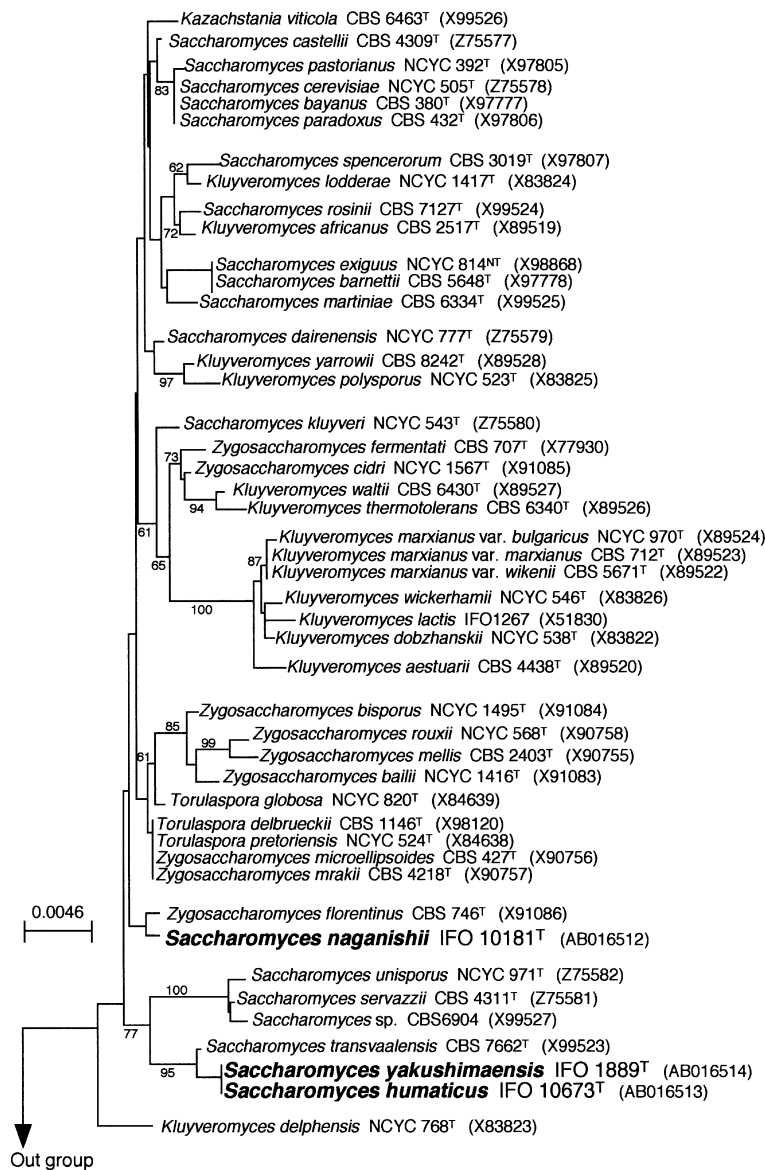 Kazachstania viticola CBS 6463T (X99526)
Saccharomyces castellii CBS 4309T (Z75577)
Saccharomyces pastorianus NCYC 392T (X97805)
83
Saccharomyces cerevisiae NCYC 505T (Z75578)
Saccharomyces bayanus CBS 380T (X97777)
Saccharomyces paradoxus CBS 432T (X97806)
Saccharomyces spencerorum CBS 3019T (X97807)
62
Kluyveromyces lodderae NCYC 1417T (X83824)
Saccharomyces rosinii CBS 7127T (X99524)
72
Kluyveromyces africanus CBS 2517T (X89519)
Saccharomyces exiguus NCYC 814NT (X98868)
Saccharomyces barnettii CBS 5648T (X97778)
Saccharomyces martiniae CBS 6334T (X99525)
Saccharomyces dairenensis NCYC 777T (Z75579)
Kluyveromyces yarrowii CBS 8242T (X89528)
97
Kluyveromyces polysporus NCYC 523T (X83825)
Saccharomyces kluyveri NCYC 543T (Z75580)
Zygosaccharomyces fermentati CBS 707T (X77930)
73
Zygosaccharomyces cidri NCYC 1567T (X91085)
Kluyveromyces waltii CBS 6430T (X89527)
94
Kluyveromyces thermotolerans CBS 6340T (X89526)
61
Kluyveromyces marxianus var. bulgaricus NCYC 970T (X89524)
Kluyveromyces marxianus var. marxianus CBS 712T (X89523)
87
65
Kluyveromyces marxianus var. wikenii CBS 5671T (X89522)
Kluyveromyces wickerhamii NCYC 546T (X83826)
100
Kluyveromyces lactis IFO1267 (X51830)
Kluyveromyces dobzhanskii NCYC 538T (X83822)
Kluyveromyces aestuarii CBS 4438T (X89520)
Zygosaccharomyces bisporus NCYC 1495T (X91084)
85
Zygosaccharomyces rouxii NCYC 568T (X90758)
99
Zygosaccharomyces mellis CBS 2403T (X90755)
61
Zygosaccharomyces bailii NCYC 1416T (X91083)
Torulaspora globosa NCYC 820T (X84639)
Torulaspora delbrueckii CBS 1146T (X98120)
Torulaspora pretoriensis NCYC 524T (X84638)
Zygosaccharomyces microellipsoides CBS 427T (X90756)
Zygosaccharomyces mrakii CBS 4218T (X90757)
0.0046
Zygosaccharomyces florentinus CBS 746T (X91086)
Saccharomyces naganishii IFO 10181T (AB016512)
Saccharomyces unisporus NCYC 971T (Z75582)
100
Saccharomyces servazzii CBS 4311T (Z75581)
Saccharomyces sp. CBS6904 (X99527)
77
Saccharomyces transvaalensis CBS 7662T (X99523)
95
Saccharomyces yakushimaensis IFO 1889T (AB016514)
Saccharomyces humaticus IFO 10673T (AB016513)
Kluyveromyces delphensis NCYC 768T (X83823)
Out group